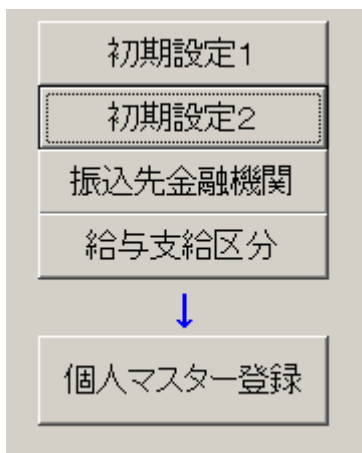 初期設定1
初期設定2
振込先金融機関
給与支給区分
↓
個人マスター登録